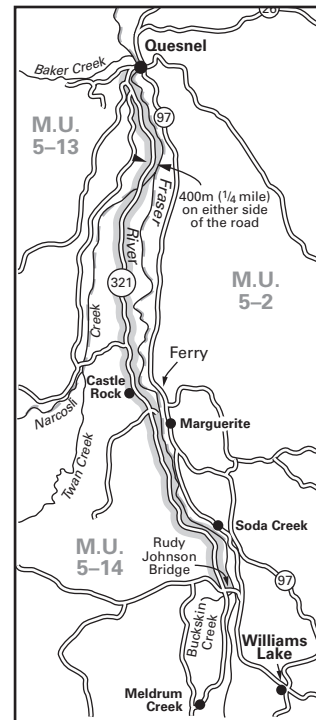 26
Quesnel
Baker Creek
97
M.U.
5–13
400m (1/4 mile)
on either side
of the road
Fraser
River
M.U.
5–2
321
Creek
Ferry
Castle
Rock
Narcosli
Marguerite
Twan Creek
Soda Creek
Rudy
Johnson
Bridge
M.U.
5–14
97
Buckskin
Creek
Williams
Lake
Meldrum
Creek